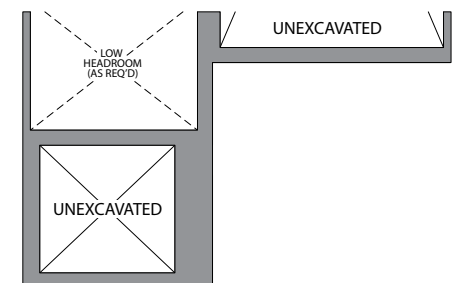 UNEXCAVATED
LOW
HEADROOM
(AS REQ'D)
UNEXCAVATED